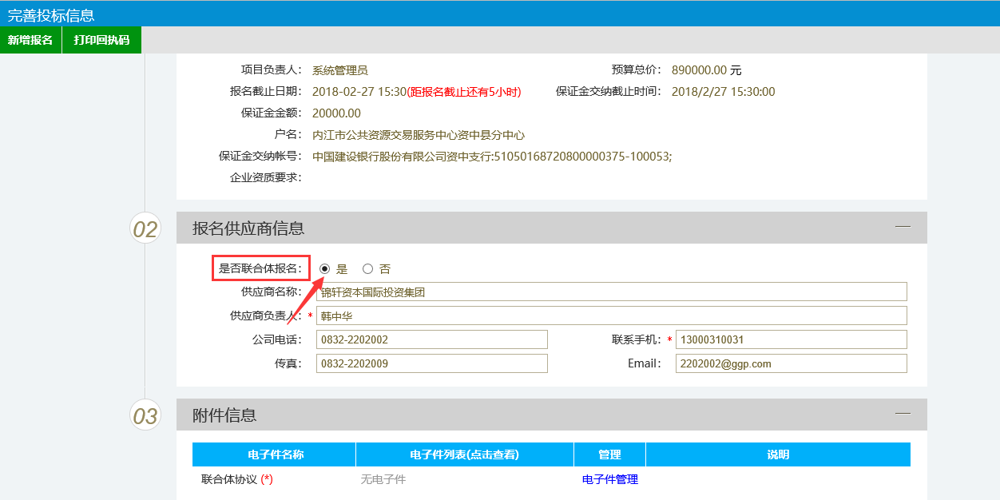 完善投标信息
新增报名 打印回执码
项目负责人： 系统管理员 预算总价： 890000.00 元
报名截止日期： 2018-02-27 15:30(距报名截止还有5小时) 保证金交纳截止时间： 2018/2/27 15:30:00
保证金金额： 20000.00
户名： 内江市公共资源交易服务中心资中县分中心
保证金交纳帐号： 中国建设银行股份有限公司资中支行:51050168720800000375-100053;
企业资质要求：
02 报名供应商信息
是否联合体报名： 是 否
供应商名称： 锦轩资本国际投资集团
供应商负责人： * 韩中华
公司电话： 0832-2202002 联系手机： * 13000310031
传真： 0832-2202009 Email： 2202002@ggp.com
03 附件信息
电子件名称 电子件列表(点击查看) 管理 说明
联合体协议 (*) 无电子件 电子件管理